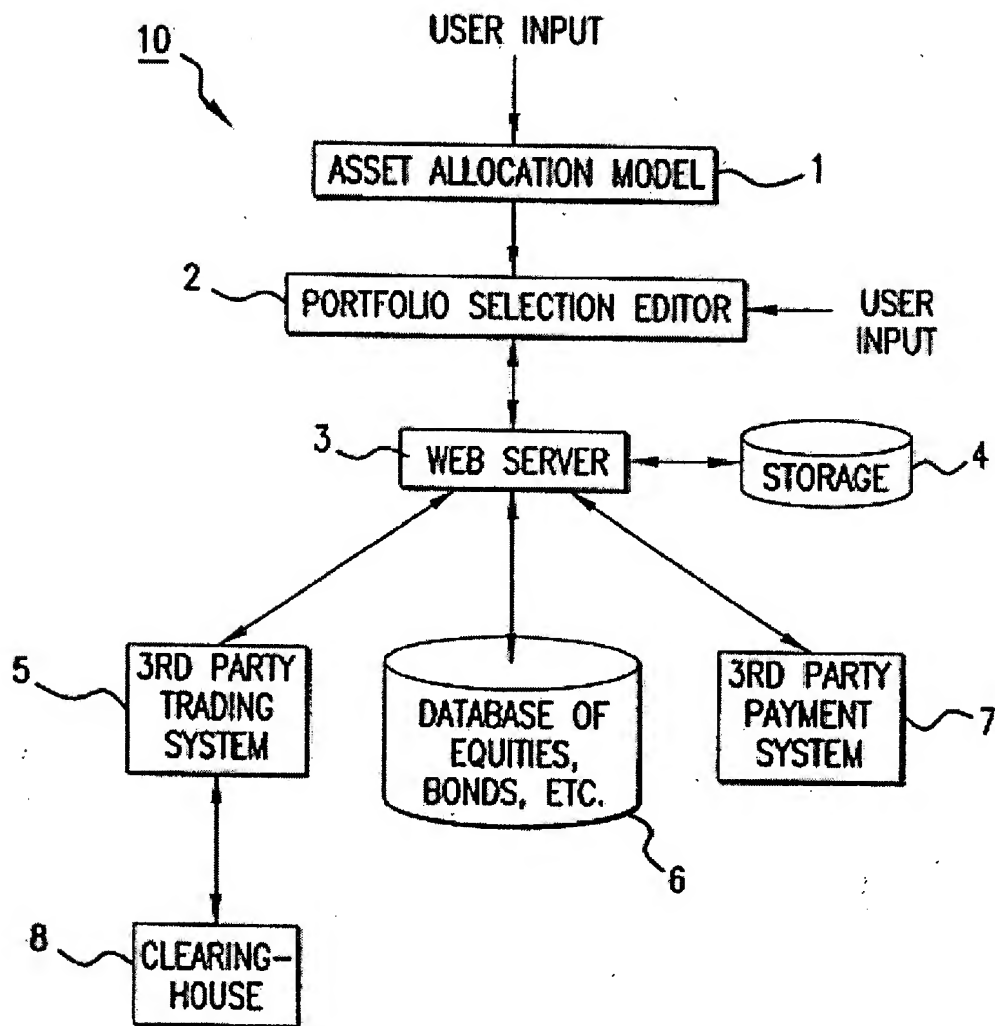 USER INPUT
10
ASSET ALLOCATION MODEL
1
2
PORTFOLIO SELECTION EDITOR
USER
INPUT
3
WEB SERVER
STORAGE
4
5
3RD PARTY
TRADING
SYSTEM
DATABASE OF
EQUITIES,
BONDS, ETC.
6
3RD PARTY
PAYMENT
SYSTEM
7
8
CLEARING-
HOUSE